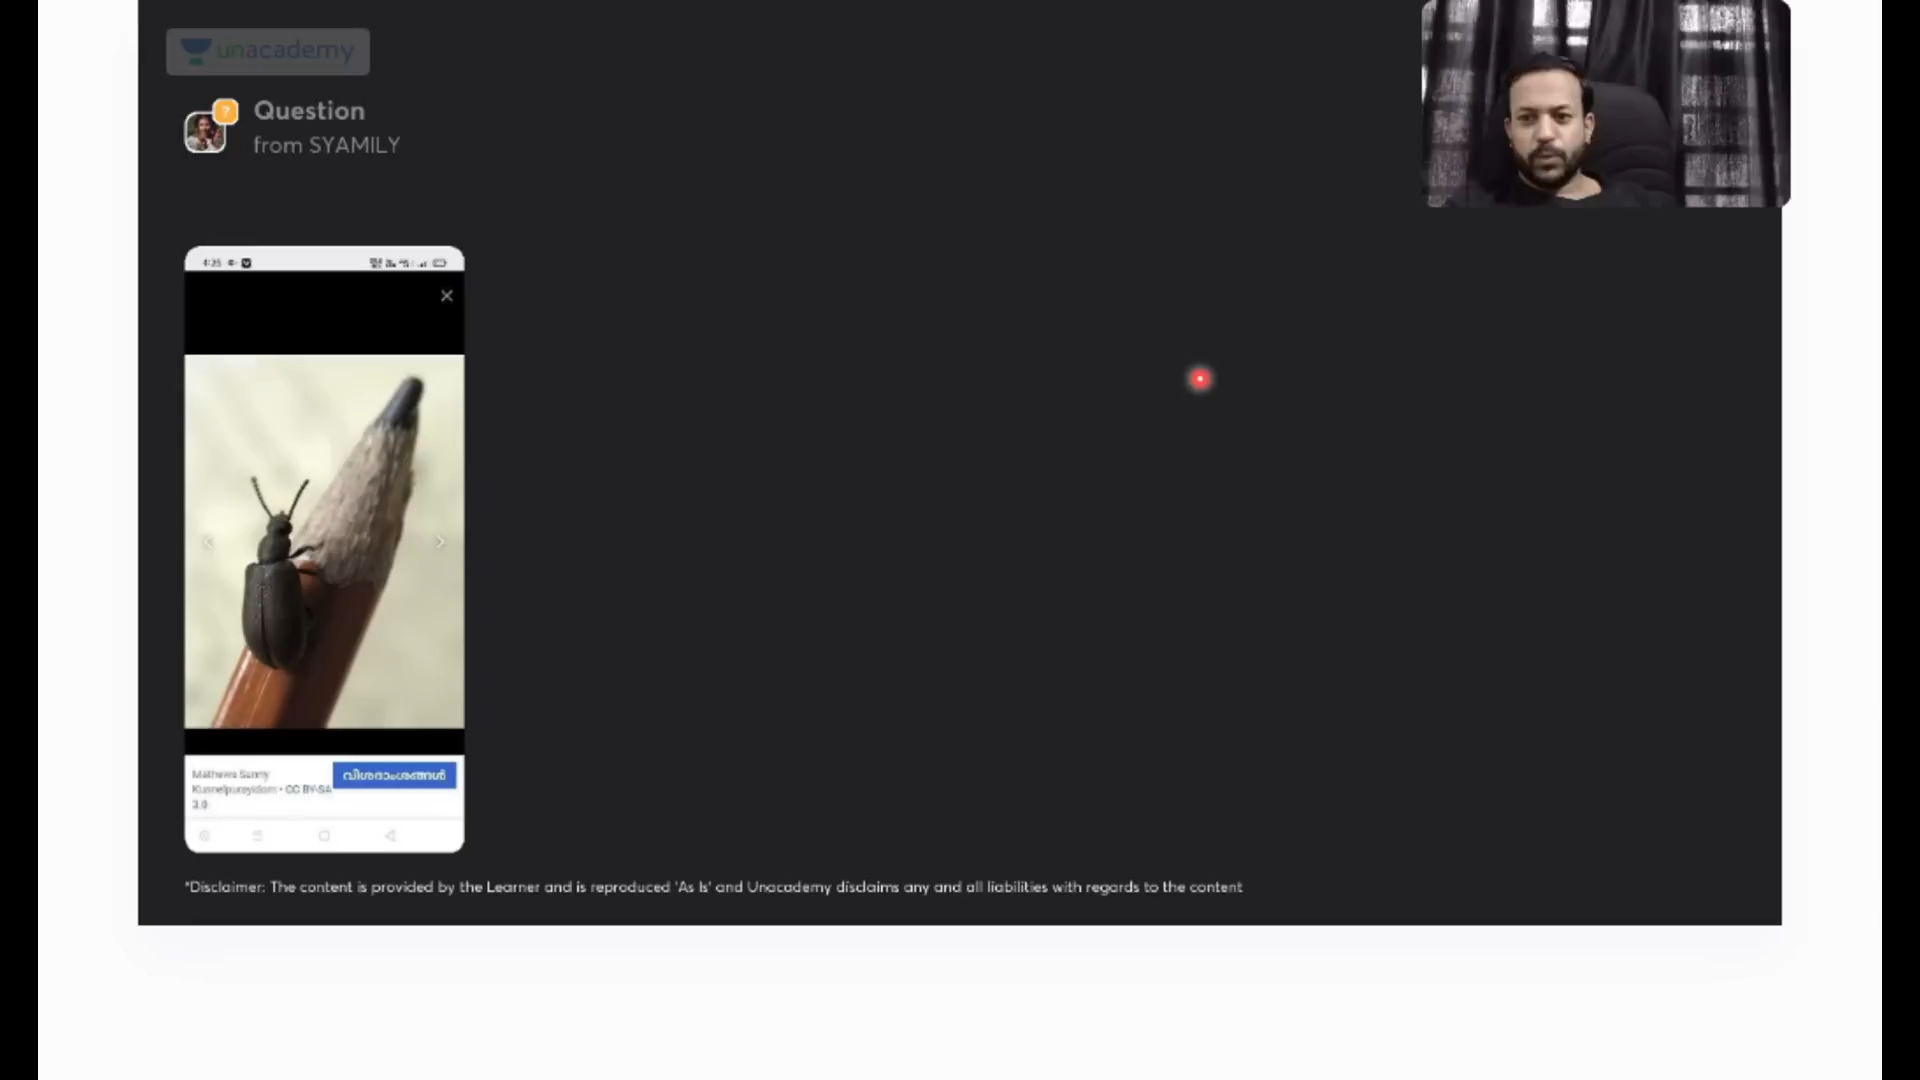 unacademy
?
Question
from SYAMILY
4:25
Mathews Sunny
Kunnelpurayidom • CC BY-SA
3.0
വിശദാംശങ്ങൾ
*Disclaimer: The content is provided by the Learner and is reproduced 'As Is' and Unacademy disclaims any and all liabilities with regards to the content